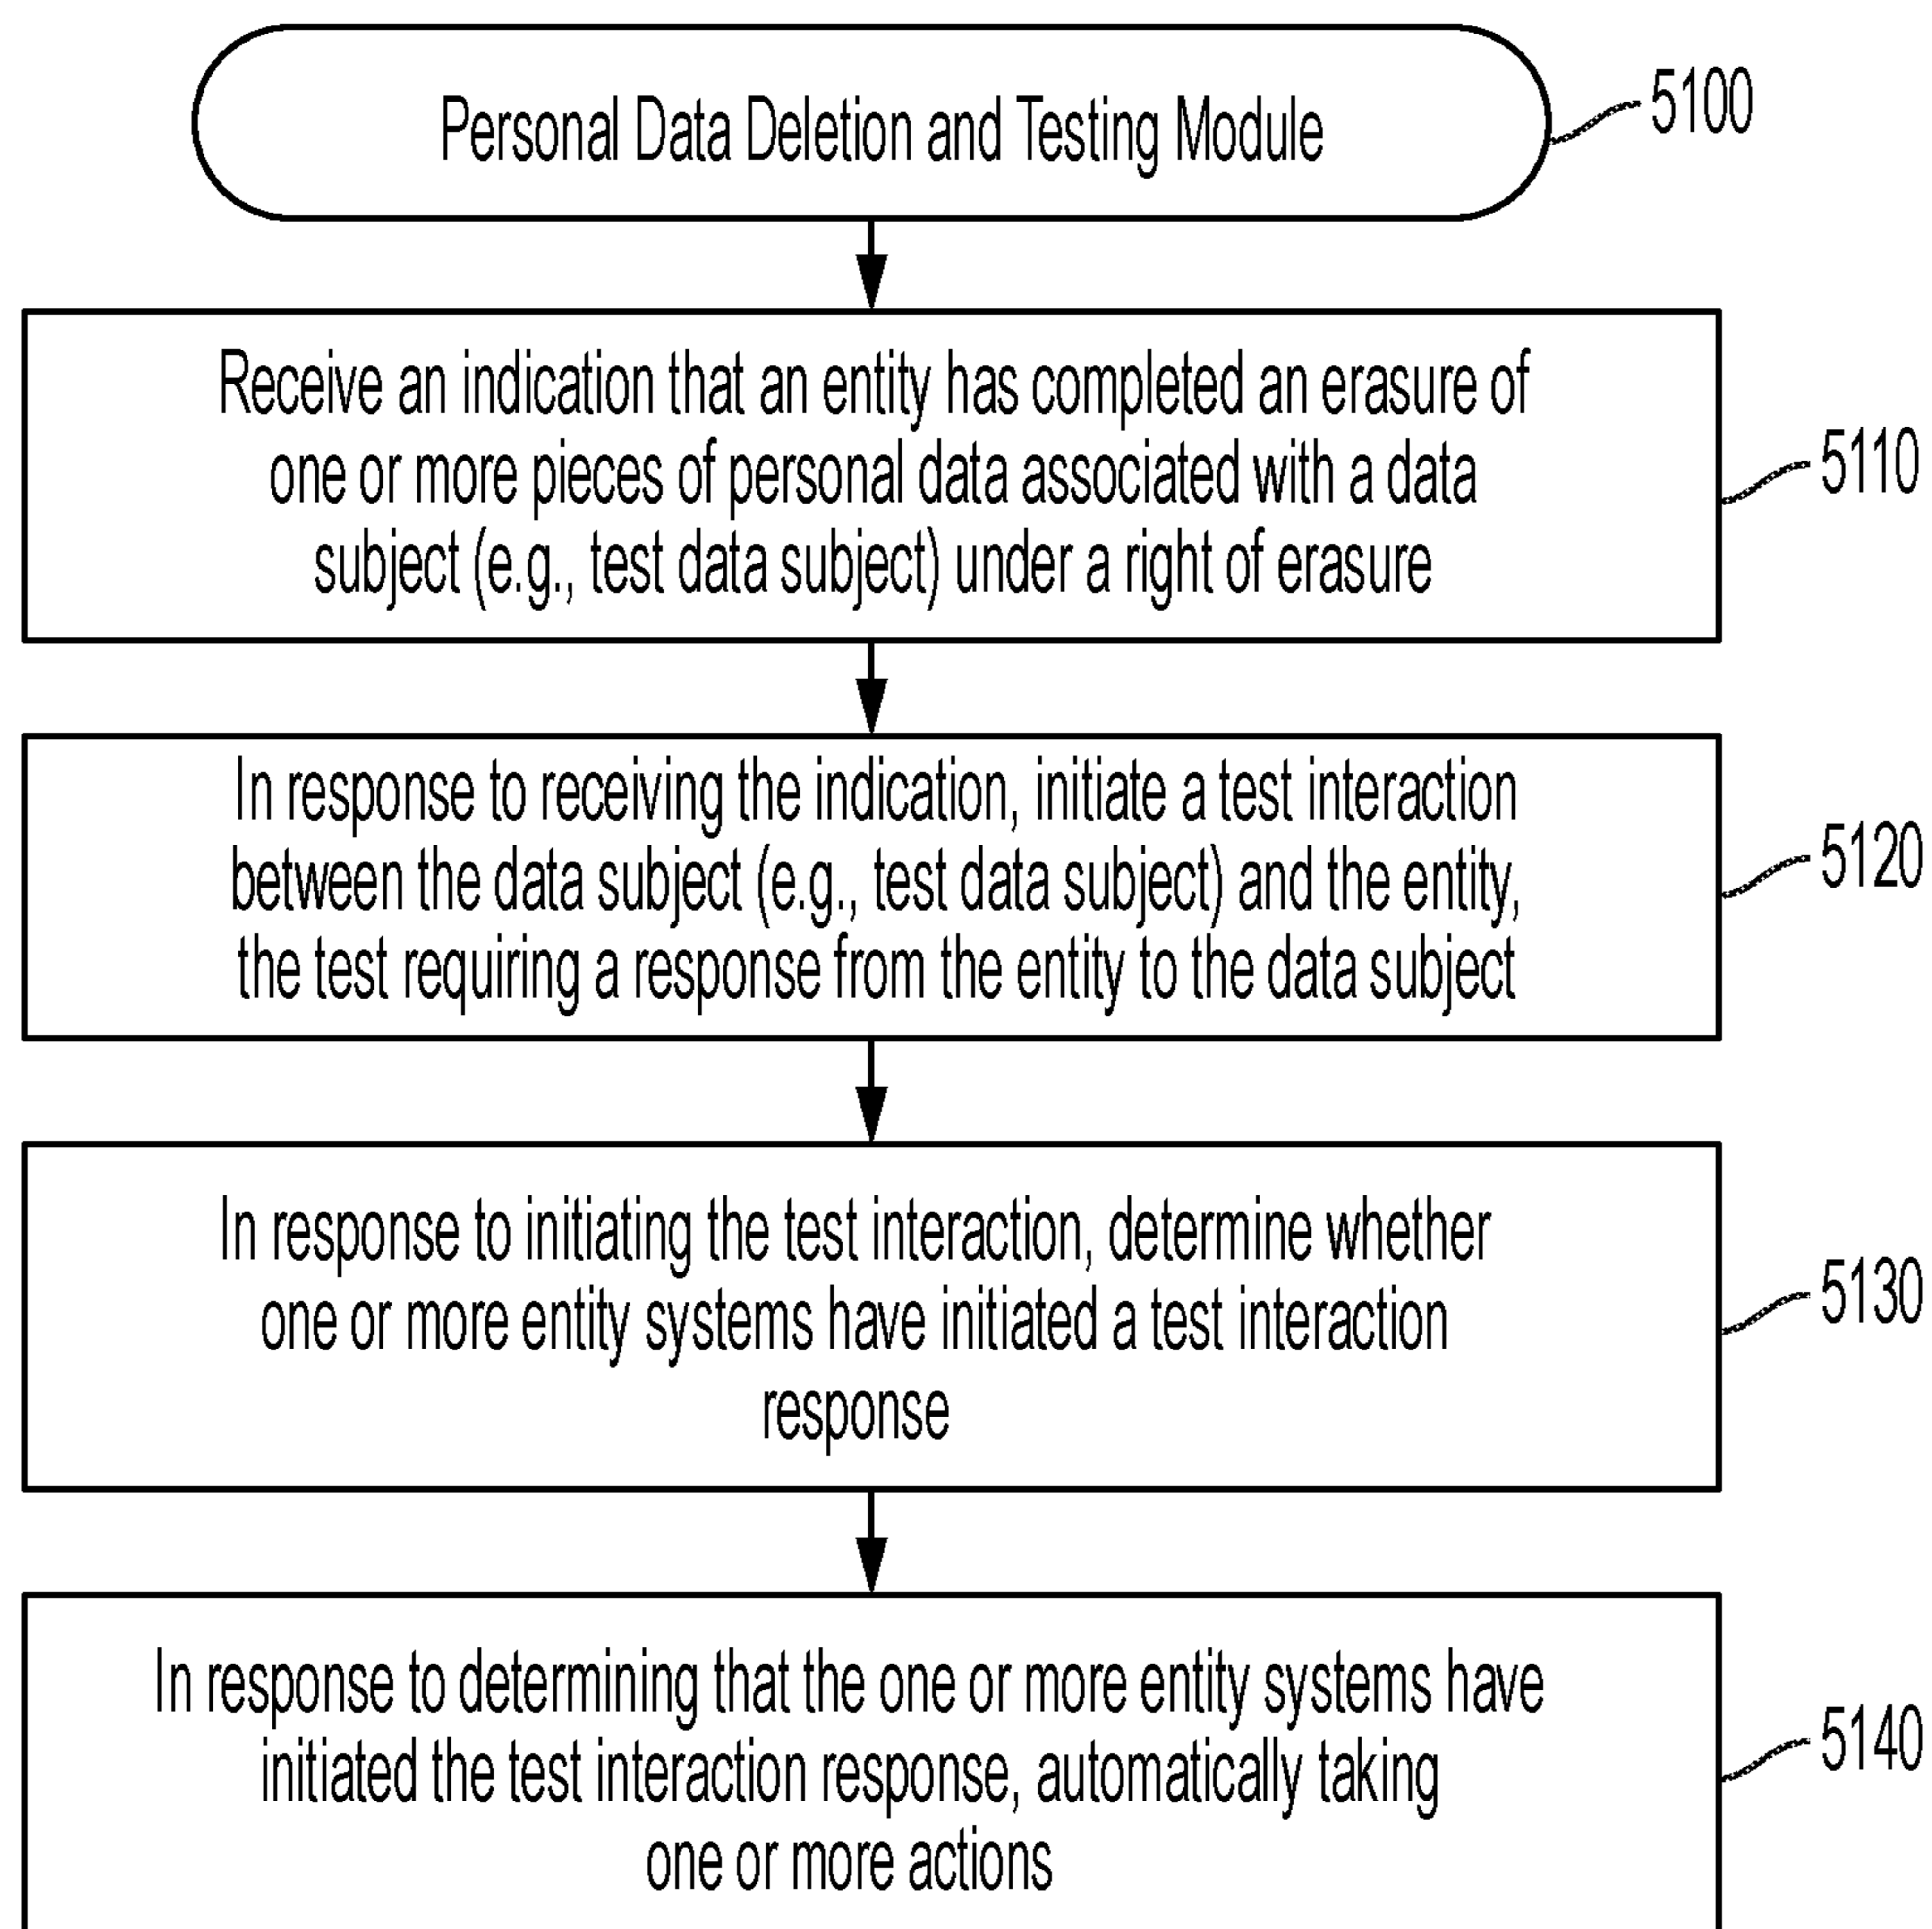 Personal Data Deletion and Testing Module
5100
Receive an indication that an entity has completed an erasure of
one or more pieces of personal data associated with a data
subject (e.g., test data subject) under a right of erasure
5110
In response to receiving the indication, initiate a test interaction
between the data subject (e.g., test data subject) and the entity,
the test requiring a response from the entity to the data subject
5120
In response to initiating the test interaction, determine whether
one or more entity systems have initiated a test interaction
response
5130
In response to determining that the one or more entity systems have
initiated the test interaction response, automatically taking
one or more actions
5140